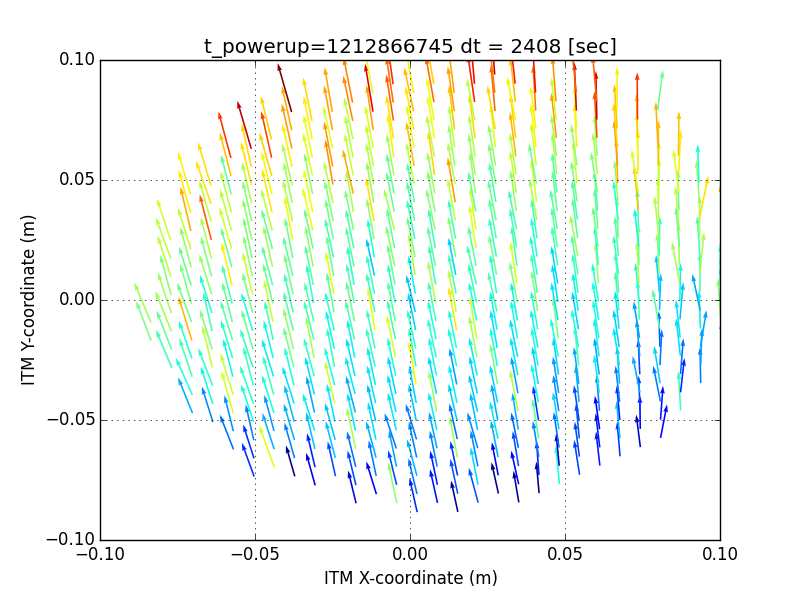 t_powerup=1212866745 dt = 2408 [sec]
0.10
0.05
0.00
−0.05
−0.10
ITM Y-coordinate (m)
−0.10 −0.05 0.00 0.05 0.10
ITM X-coordinate (m)